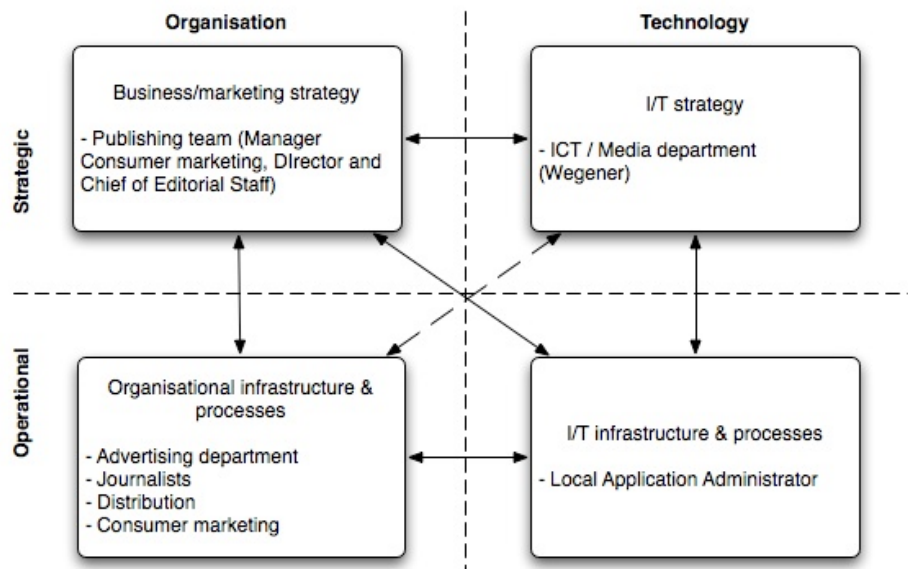 Organisation
Technology
Strategic
Business/marketing strategy
- Publishing team (Manager
Consumer marketing, DIrector and
Chief of Editorial Staff)
I/T strategy
- ICT / Media department
(Wegener)
Operational
Organisational infrastructure &
processes
- Advertising department
- Journalists
- Distribution
- Consumer marketing
I/T infrastructure & processes
- Local Application Administrator